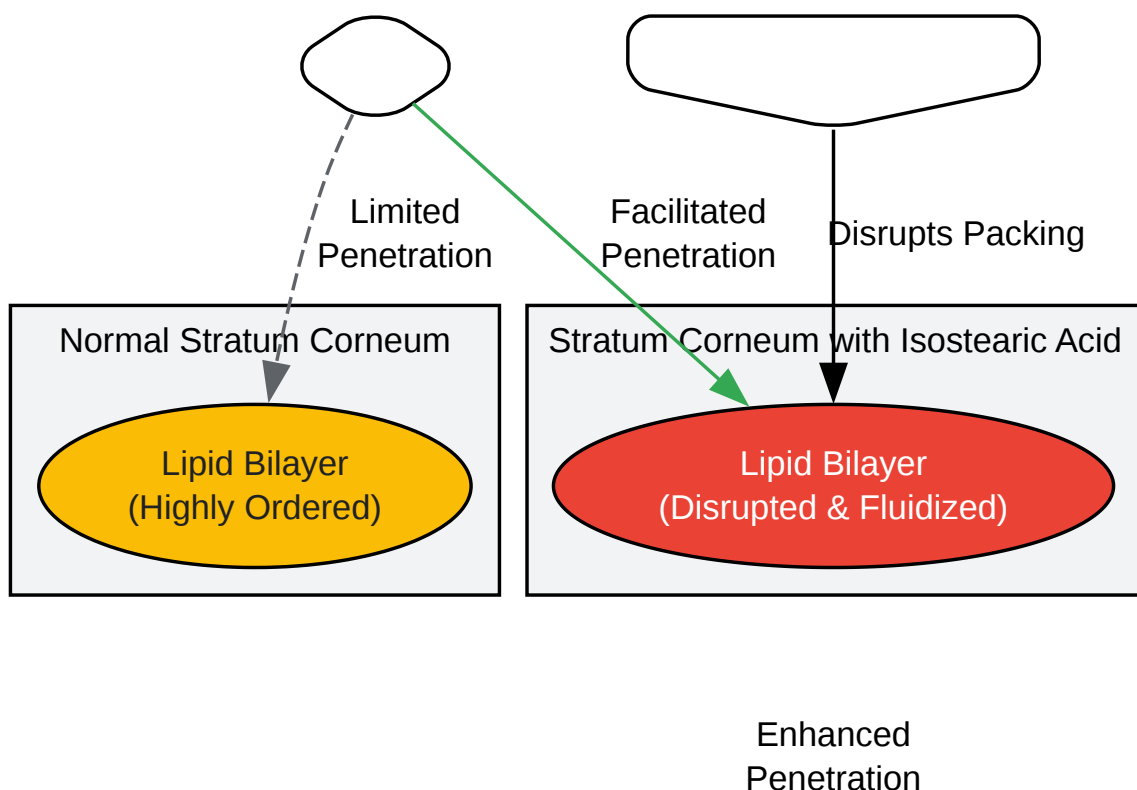 Limited
Penetration
Facilitated
Penetration
Disrupts Packing
Normal Stratum Corneum
Stratum Corneum with Isostearic Acid
Lipid Bilayer
(Highly Ordered)
Lipid Bilayer
(Disrupted & Fluidized)
Enhanced
Penetration